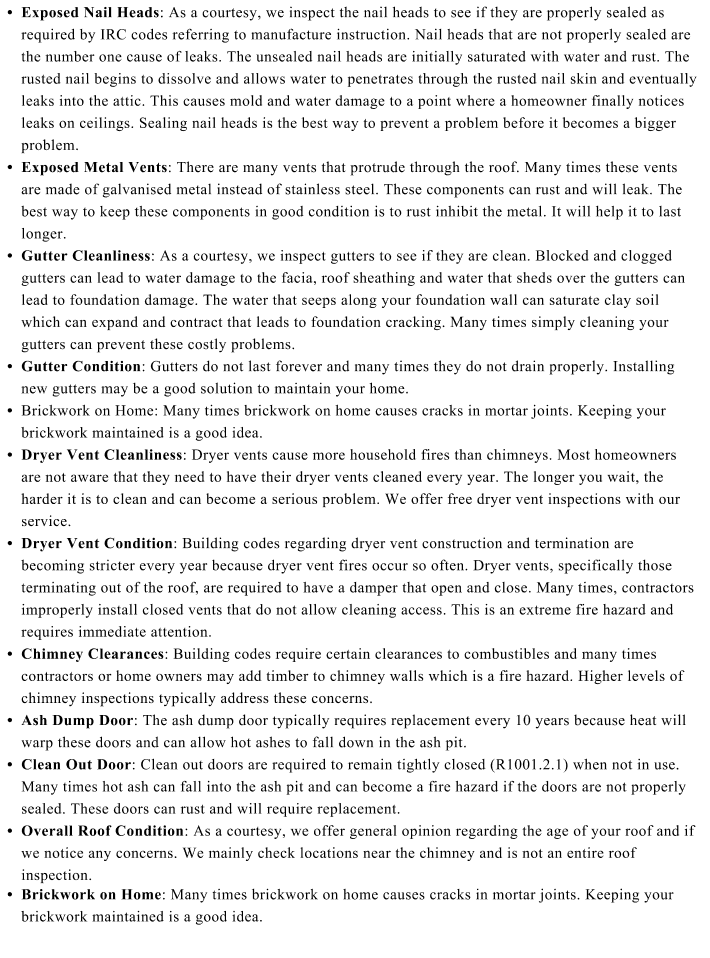 • Exposed Nail Heads: As a courtesy, we inspect the nail heads to see if they are properly sealed as
required by IRC codes referring to manufacture instruction. Nail heads that are not properly sealed are
the number one cause of leaks. The unsealed nail heads are initially saturated with water and rust. The
rusted nail begins to dissolve and allows water to penetrates through the rusted nail skin and eventually
leaks into the attic. This causes mold and water damage to a point where a homeowner finally notices
leaks on ceilings. Sealing nail heads is the best way to prevent a problem before it becomes a bigger
problem.
• Exposed Metal Vents: There are many vents that protrude through the roof. Many times these vents
are made of galvanised metal instead of stainless steel. These components can rust and will leak. The
best way to keep these components in good condition is to rust inhibit the metal. It will help it to last
longer.
• Gutter Cleanliness: As a courtesy, we inspect gutters to see if they are clean. Blocked and clogged
gutters can lead to water damage to the facia, roof sheathing and water that sheds over the gutters can
lead to foundation damage. The water that seeps along your foundation wall can saturate clay soil
which can expand and contract that leads to foundation cracking. Many times simply cleaning your
gutters can prevent these costly problems.
• Gutter Condition: Gutters do not last forever and many times they do not drain properly. Installing
new gutters may be a good solution to maintain your home.
• Brickwork on Home: Many times brickwork on home causes cracks in mortar joints. Keeping your
brickwork maintained is a good idea.
• Dryer Vent Cleanliness: Dryer vents cause more household fires than chimneys. Most homeowners
are not aware that they need to have their dryer vents cleaned every year. The longer you wait, the
harder it is to clean and can become a serious problem. We offer free dryer vent inspections with our
service.
• Dryer Vent Condition: Building codes regarding dryer vent construction and termination are
becoming stricter every year because dryer vent fires occur so often. Dryer vents, specifically those
terminating out of the roof, are required to have a damper that open and close. Many times, contractors
improperly install closed vents that do not allow cleaning access. This is an extreme fire hazard and
requires immediate attention.
• Chimney Clearances: Building codes require certain clearances to combustibles and many times
contractors or home owners may add timber to chimney walls which is a fire hazard. Higher levels of
chimney inspections typically address these concerns.
• Ash Dump Door: The ash dump door typically requires replacement every 10 years because heat will
warp these doors and can allow hot ashes to fall down in the ash pit.
• Clean Out Door: Clean out doors are required to remain tightly closed (R1001.2.1) when not in use.
Many times hot ash can fall into the ash pit and can become a fire hazard if the doors are not properly
sealed. These doors can rust and will require replacement.
• Overall Roof Condition: As a courtesy, we offer general opinion regarding the age of your roof and if
we notice any concerns. We mainly check locations near the chimney and is not an entire roof
inspection.
• Brickwork on Home: Many times brickwork on home causes cracks in mortar joints. Keeping your
brickwork maintained is a good idea.